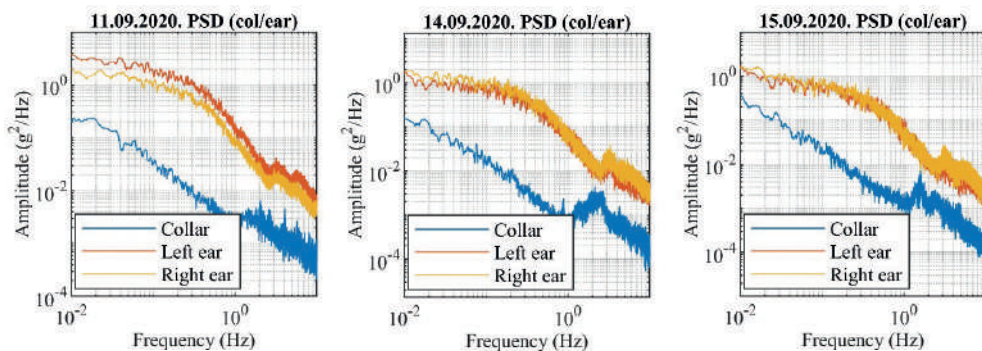 11.09.2020. PSD (col/ear)
Amplitude (g²/Hz)
10⁰
10⁻²
10⁻⁴
Collar
Left ear
Right ear
10⁻²
10⁰
Frequency (Hz)
14.09.2020. PSD (col/ear)
Amplitude (g²/Hz)
10⁰
10⁻²
10⁻⁴
Collar
Left ear
Right ear
10⁻²
10⁰
Frequency (Hz)
15.09.2020. PSD (col/ear)
Amplitude (g²/Hz)
10⁰
10⁻²
10⁻⁴
Collar
Left ear
Right ear
10⁻²
10⁰
Frequency (Hz)